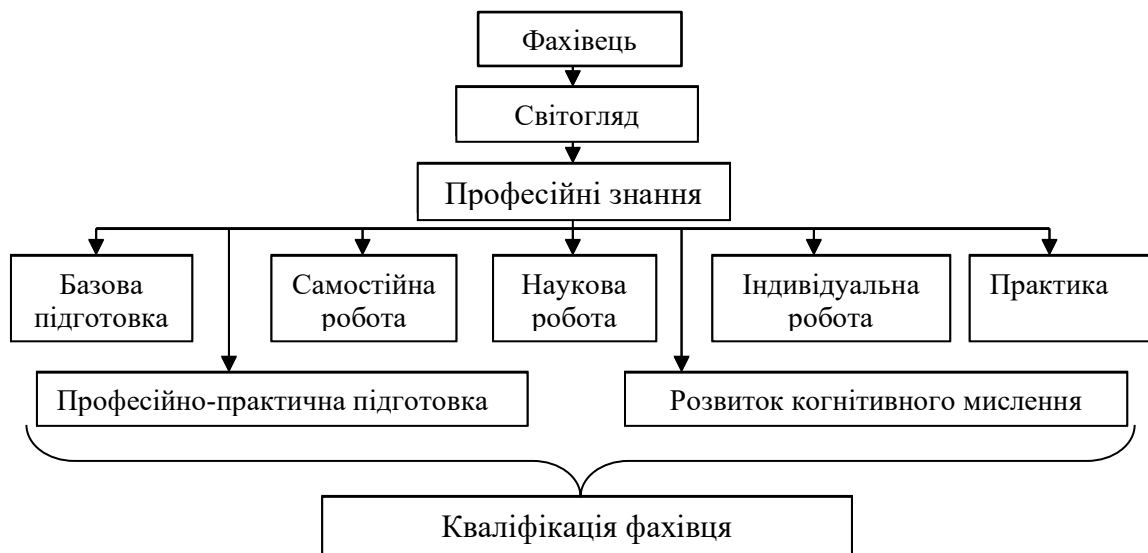 Фахівець
Світогляд
Професійні знання
Базова
підготовка
Самостійна
робота
Наукова
робота
Індивідуальна
робота
Практика
Професійно-практична підготовка
Розвиток когнітивного мислення
Кваліфікація фахівця